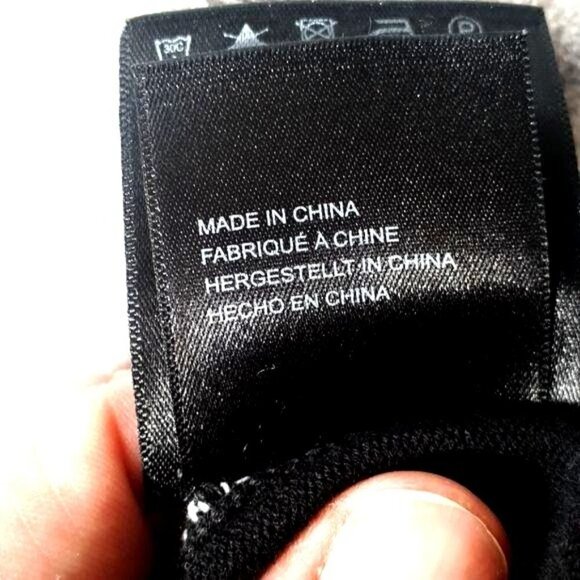 30C
P
MADE IN CHINA
FABRIQUÉ À CHINE
HERGESTELLT IN CHINA
HECHO EN CHINA